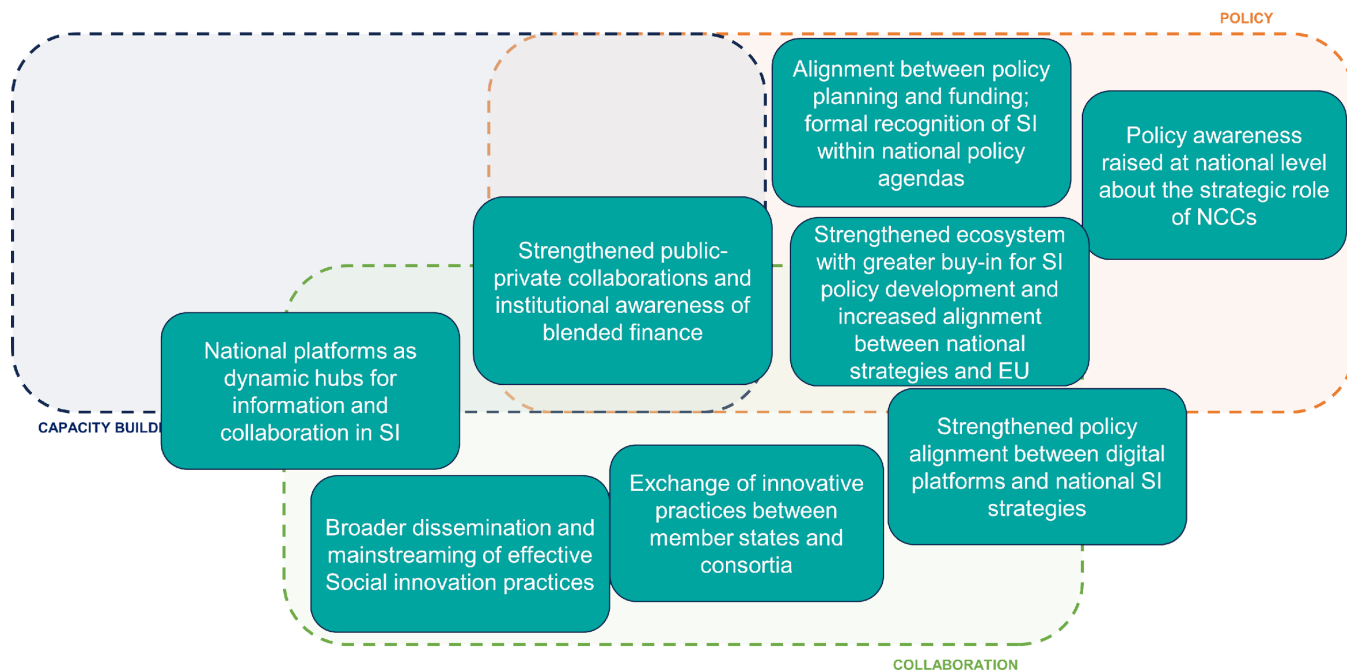 POLICY
Alignment between policy
planning and funding;
formal recognition of SI
within national policy
agendas
Policy awareness
raised at national level
about the strategic role
of NCCs
Strengthened public-
private collaborations and
institutional awareness of
blended finance
Strengthened ecosystem
with greater buy-in for SI
policy development and
increased alignment
between national
strategies and EU
National platforms as
dynamic hubs for
information and
collaboration in SI
CAPACITY BUILD
Strengthened policy
alignment between digital
platforms and national SI
strategies
Exchange of innovative
practices between
member states and
consortia
Broader dissemination and
mainstreaming of effective
Social innovation practices
COLLABORATION